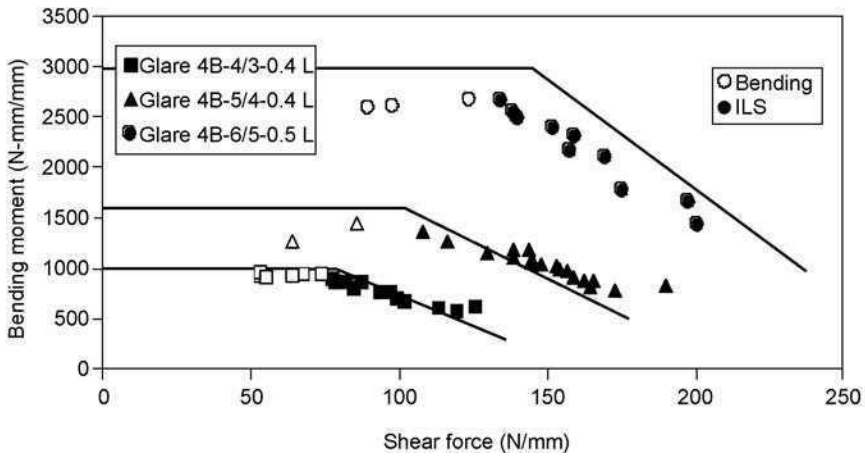 3500
3000
2500
2000
1500
1000
500
0
Bending moment (N-mm/mm)
Glare 4B-4/3-0.4 L
Glare 4B-5/4-0.4 L
Glare 4B-6/5-0.5 L
Bending
ILS
0 50 100 150 200 250
Shear force (N/mm)